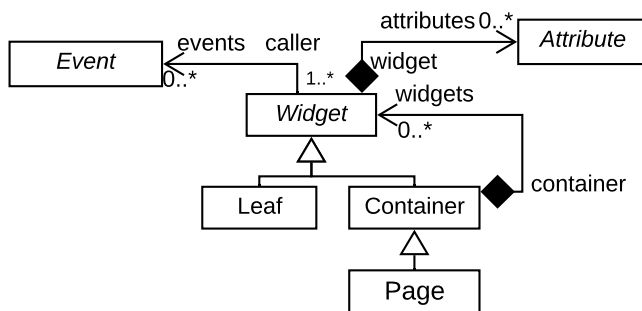 attributes 0..*
Attribute
events caller
Event
widget
0..*
1..*
widgets
Widget
0..*
container
Leaf
Container
Page